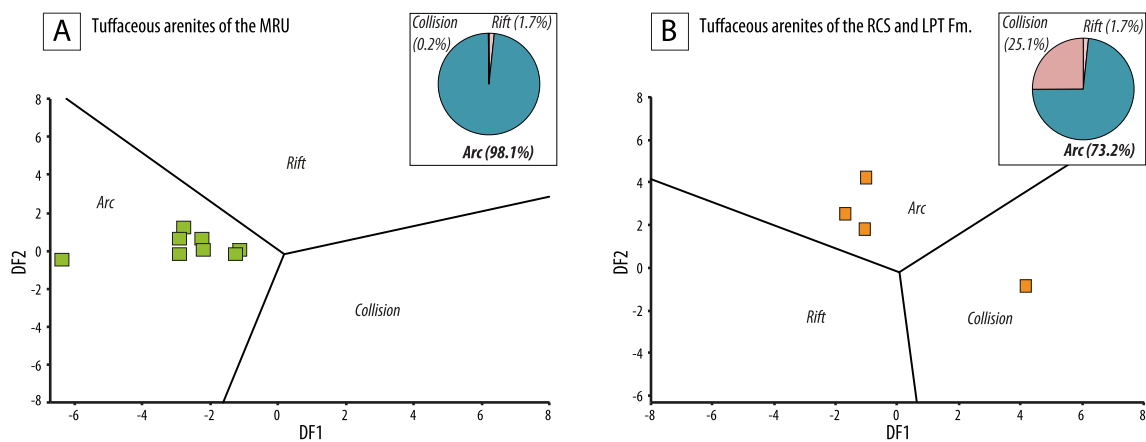 A
Tuffaceous arenites of the MRU
Collision
(0.2%)
Rift (1.7%)
Arc (98.1%)
8
6
4
2
0
-2
-4
-6
-8
DF2
Rift
Arc
Collision
-6
-4
-2
0
2
4
6
8
DF1
B
Tuffaceous arenites of the RCS and LPT Fm.
Collision
(25.1%)
Rift (1.7%)
Arc (73.2%)
8
6
4
2
0
-2
-4
-6
DF2
Arc
Rift
Collision
-8
-6
-4
-2
0
2
4
6
8
DF1